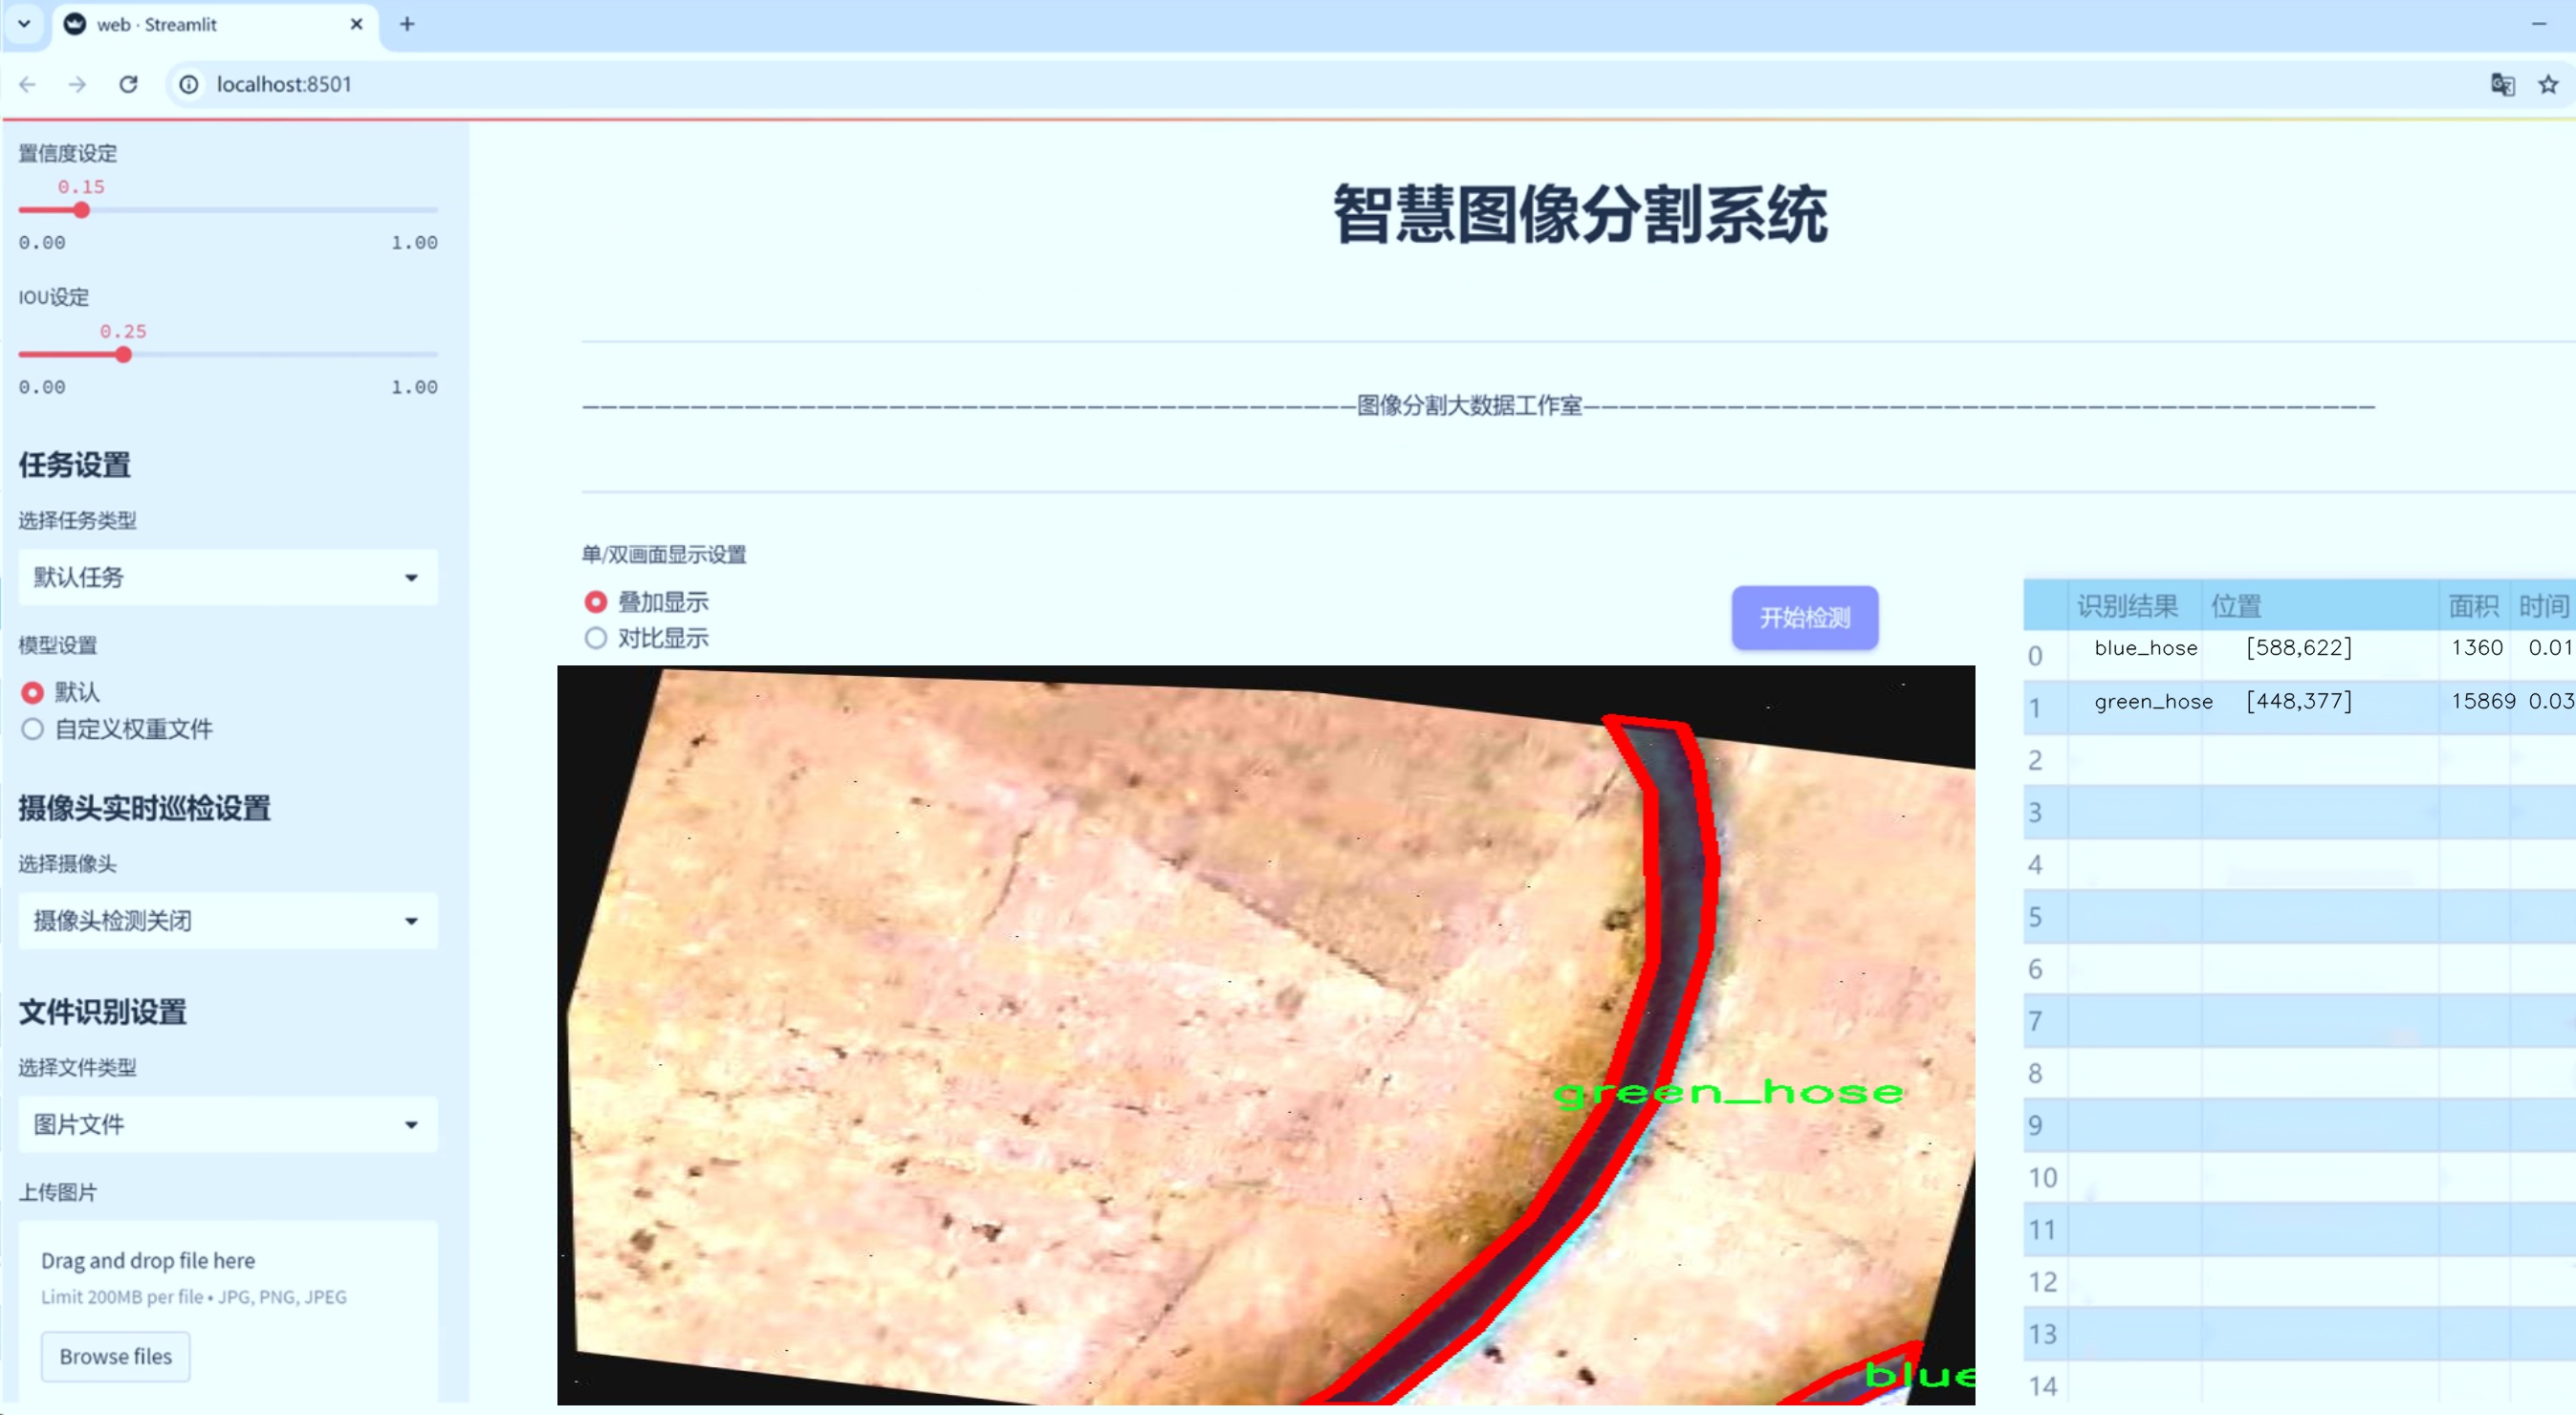 web · Streamlit
localhost:8501
置信度设定
0.15
0.00 1.00
IOU设定
0.25
0.00 1.00
任务设置
选择任务类型
默认任务
模型设置
默认
自定义权重文件
摄像头实时巡检设置
选择摄像头
摄像头检测关闭
文件识别设置
选择文件类型
图片文件
上传图片
Drag and drop file here
Limit 200MB per file • JPG, PNG, JPEG
Browse files
智慧图像分割系统
———————————————————————————————————————————图像分割大数据工作室————————————————————————————————————————————
单/双画面显示设置
叠加显示
对比显示
开始检测
green_hose
blue
识别结果 位置 面积 时间
0 blue_hose [588,622] 1360 0.01
1 green_hose [448,377] 15869 0.03
2
3
4
5
6
7
8
9
10
11
12
13
14